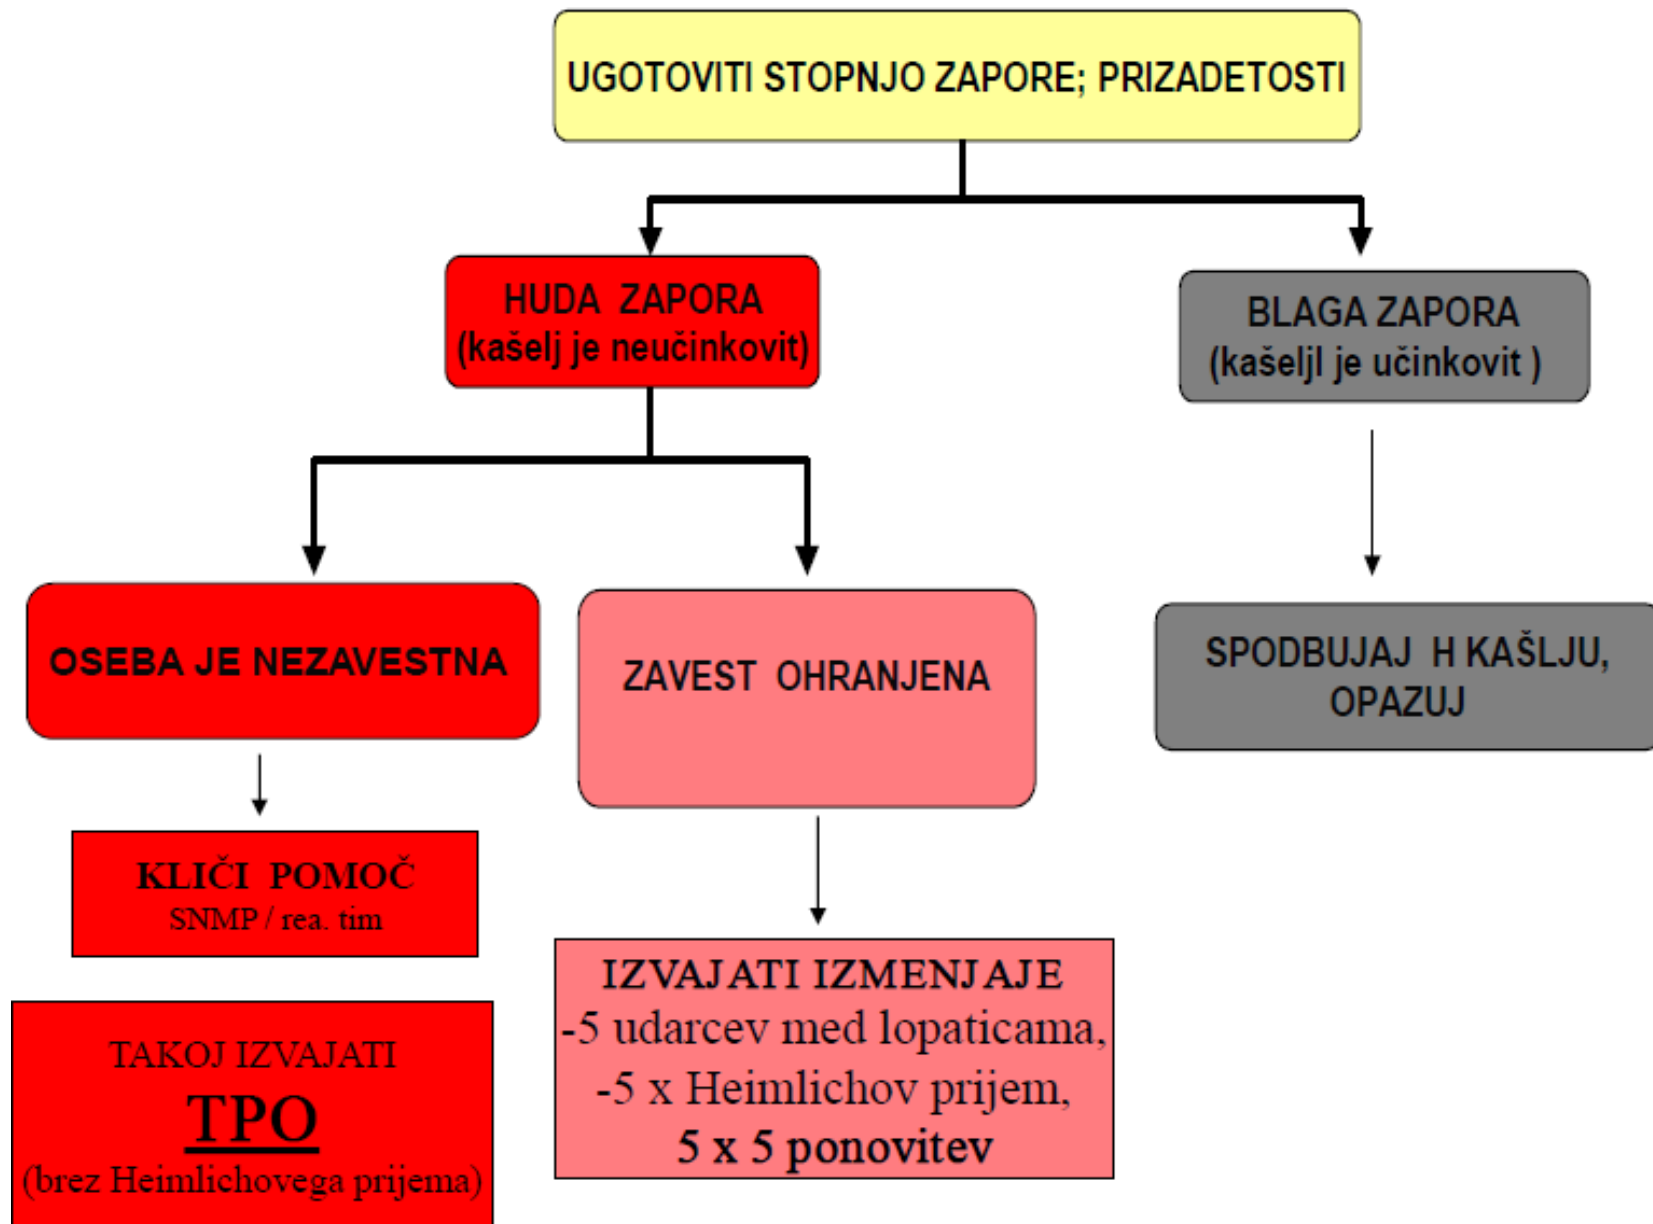 UGOTOVITI STOPNJO ZAPORE; PRIZADETOSTI
HUDA ZAPORA
(kašelj je neučinkovit)
BLAGA ZAPORA
(kašeljl je učinkovit )
OSEBA JE NEZAVESTNA
ZAVEST OHRANJENA
SPODBUJAJ H KAŠLJU,
OPAZUJ
KLIČI POMOČ
SNMP / rea. tim
TAKOJ IZVAJATI
TPO
(brez Heimlichovega prijema)
IZVAJATI IZMENJAJE
-5 udarcev med lopaticama,
-5 x Heimlichov prijem,
5 x 5 ponovitev